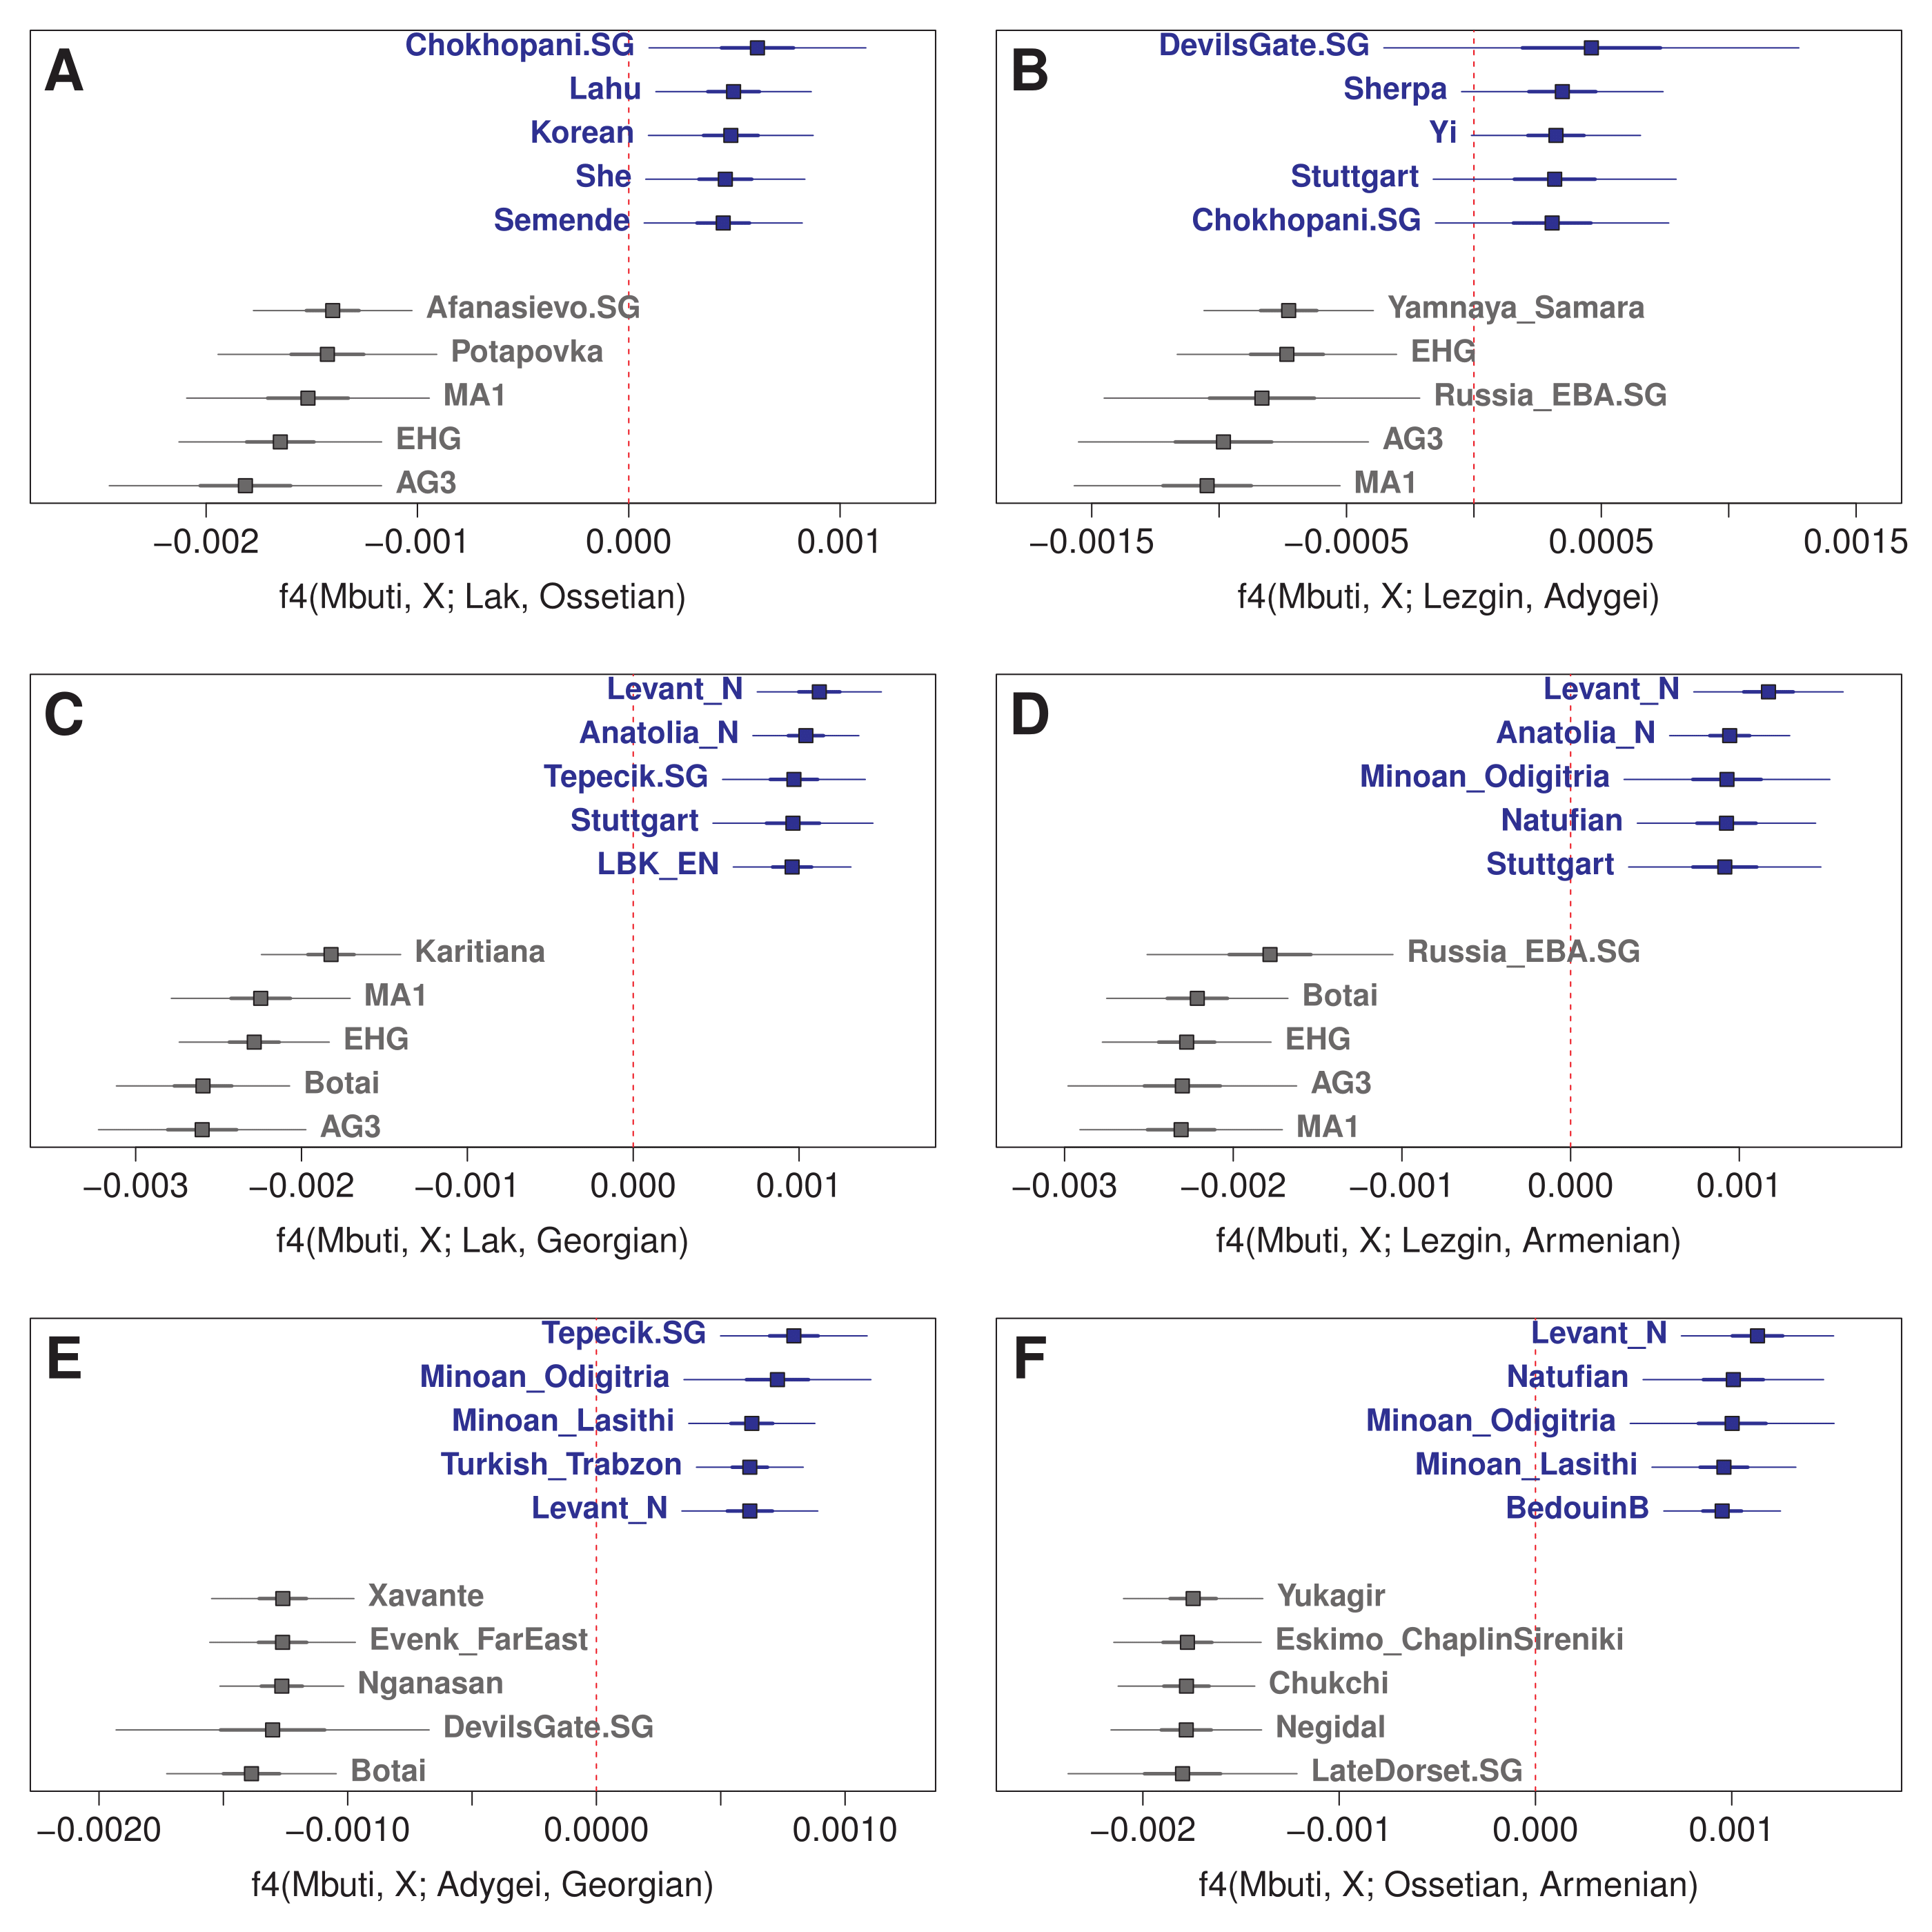 A
Chokhopani.SG
Lahu
Korean
She
Semende
Afanasievo.SG
Potapovka
MA1
EHG
AG3
−0.002 −0.001 0.000 0.001
f4(Mbuti, X; Lak, Ossetian)
B
DevilsGate.SG
Sherpa
Yi
Stuttgart
Chokhopani.SG
Yamnaya_Samara
EHG
Russia_EBA.SG
AG3
MA1
−0.0015 −0.0005 0.0005 0.0015
f4(Mbuti, X; Lezgin, Adygei)
C
Levant_N
Anatolia_N
Tepecik.SG
Stuttgart
LBK_EN
Karitiana
MA1
EHG
Botai
AG3
−0.003 −0.002 −0.001 0.000 0.001
f4(Mbuti, X; Lak, Georgian)
D
Levant_N
Anatolia_N
Minoan_Odigitria
Natufian
Stuttgart
Russia_EBA.SG
Botai
EHG
AG3
MA1
−0.003 −0.002 −0.001 0.000 0.001
f4(Mbuti, X; Lezgin, Armenian)
E
Tepecik.SG
Minoan_Odigitria
Minoan_Lasithi
Turkish_Trabzon
Levant_N
Xavante
Evenk_FarEast
Nganasan
DevilsGate.SG
Botai
−0.0020 −0.0010 0.0000 0.0010
f4(Mbuti, X; Adygei, Georgian)
F
Levant_N
Natufian
Minoan_Odigitria
Minoan_Lasithi
BedouinB
Yukagir
Eskimo_ChaplinSireniki
Chukchi
Negidal
LateDorset.SG
−0.002 −0.001 0.000 0.001
f4(Mbuti, X; Ossetian, Armenian)